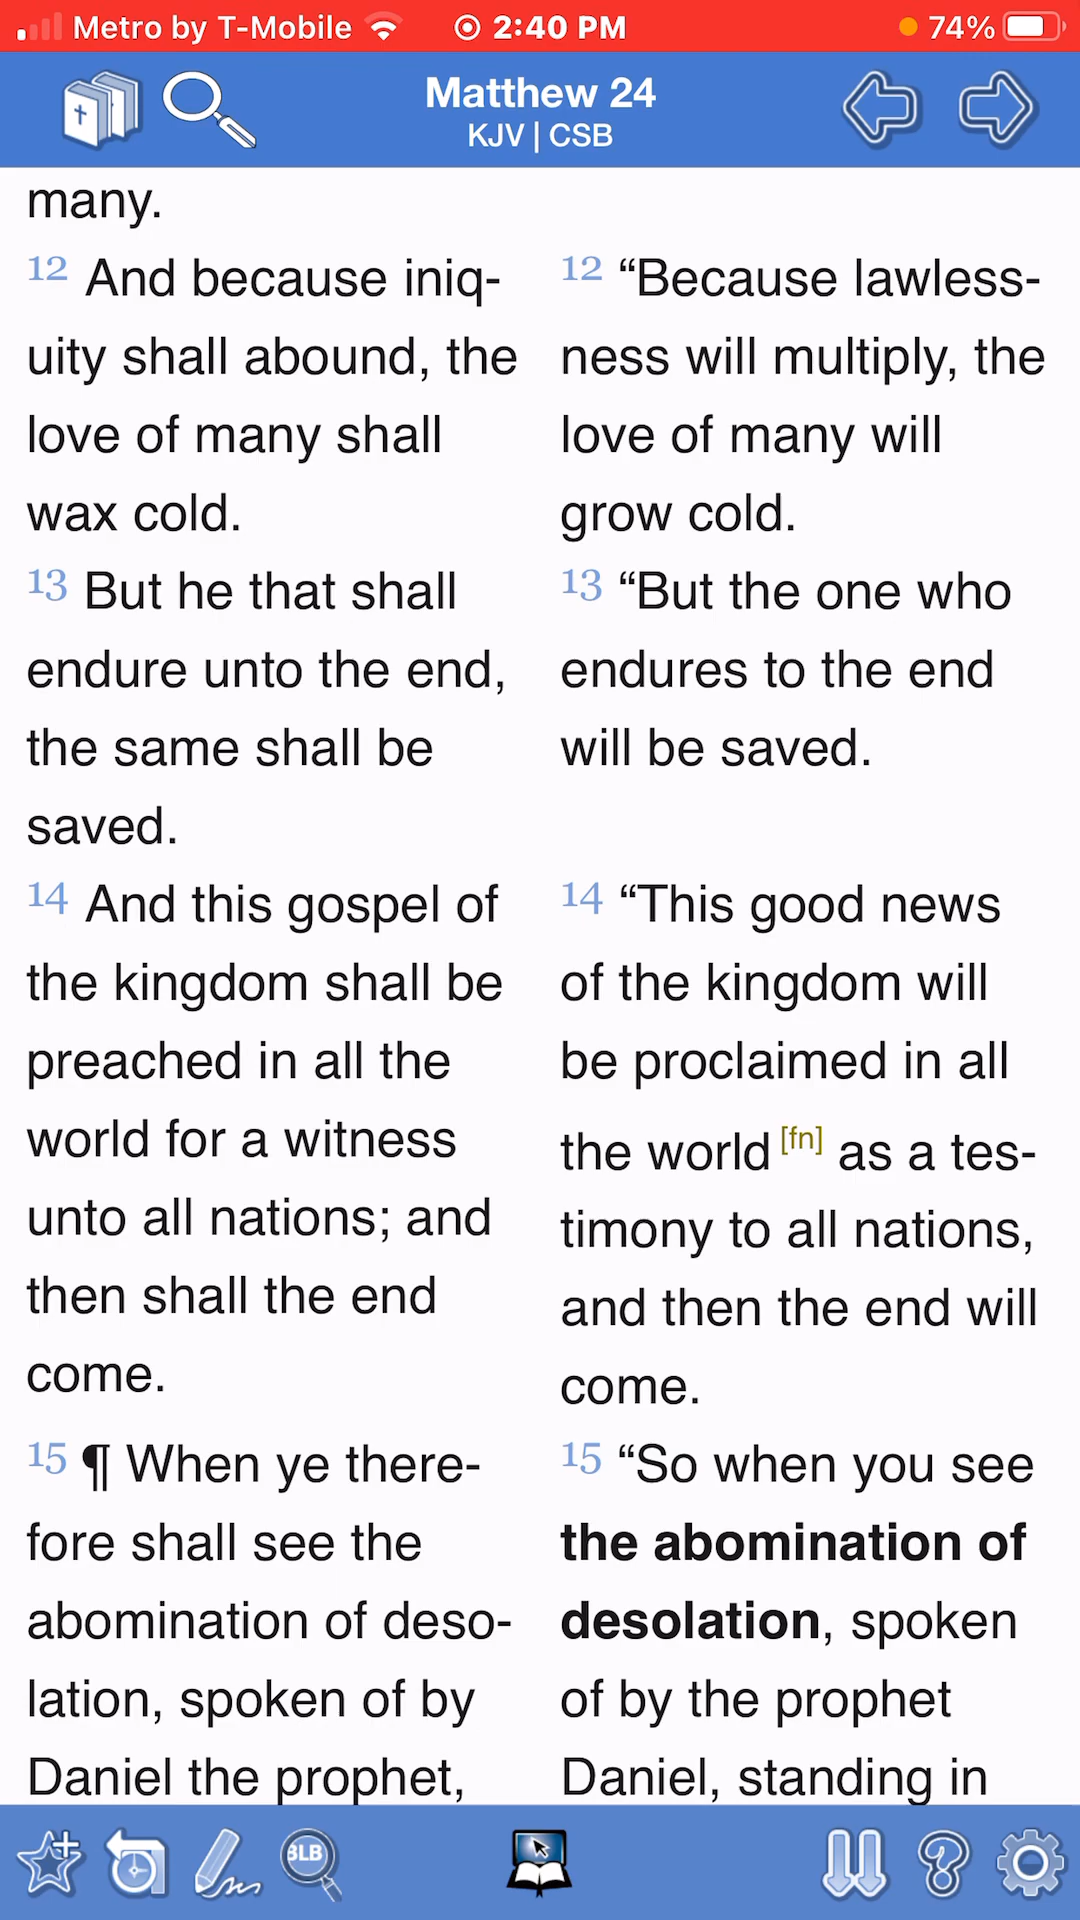 Metro by T-Mobile 2:40 PM 74%
Matthew 24
KJV | CSB
many.
12 And because iniq-
uity shall abound, the
love of many shall
wax cold.
13 But he that shall
endure unto the end,
the same shall be
saved.
14 And this gospel of
the kingdom shall be
preached in all the
world for a witness
unto all nations; and
then shall the end
come.
15 ¶ When ye there-
fore shall see the
abomination of deso-
lation, spoken of by
Daniel the prophet,
12 “Because lawless-
ness will multiply, the
love of many will
grow cold.
13 “But the one who
endures to the end
will be saved.
14 “This good news
of the kingdom will
be proclaimed in all
the world [fn] as a tes-
timony to all nations,
and then the end will
come.
15 “So when you see
the abomination of
desolation, spoken
of by the prophet
Daniel, standing in
BLB